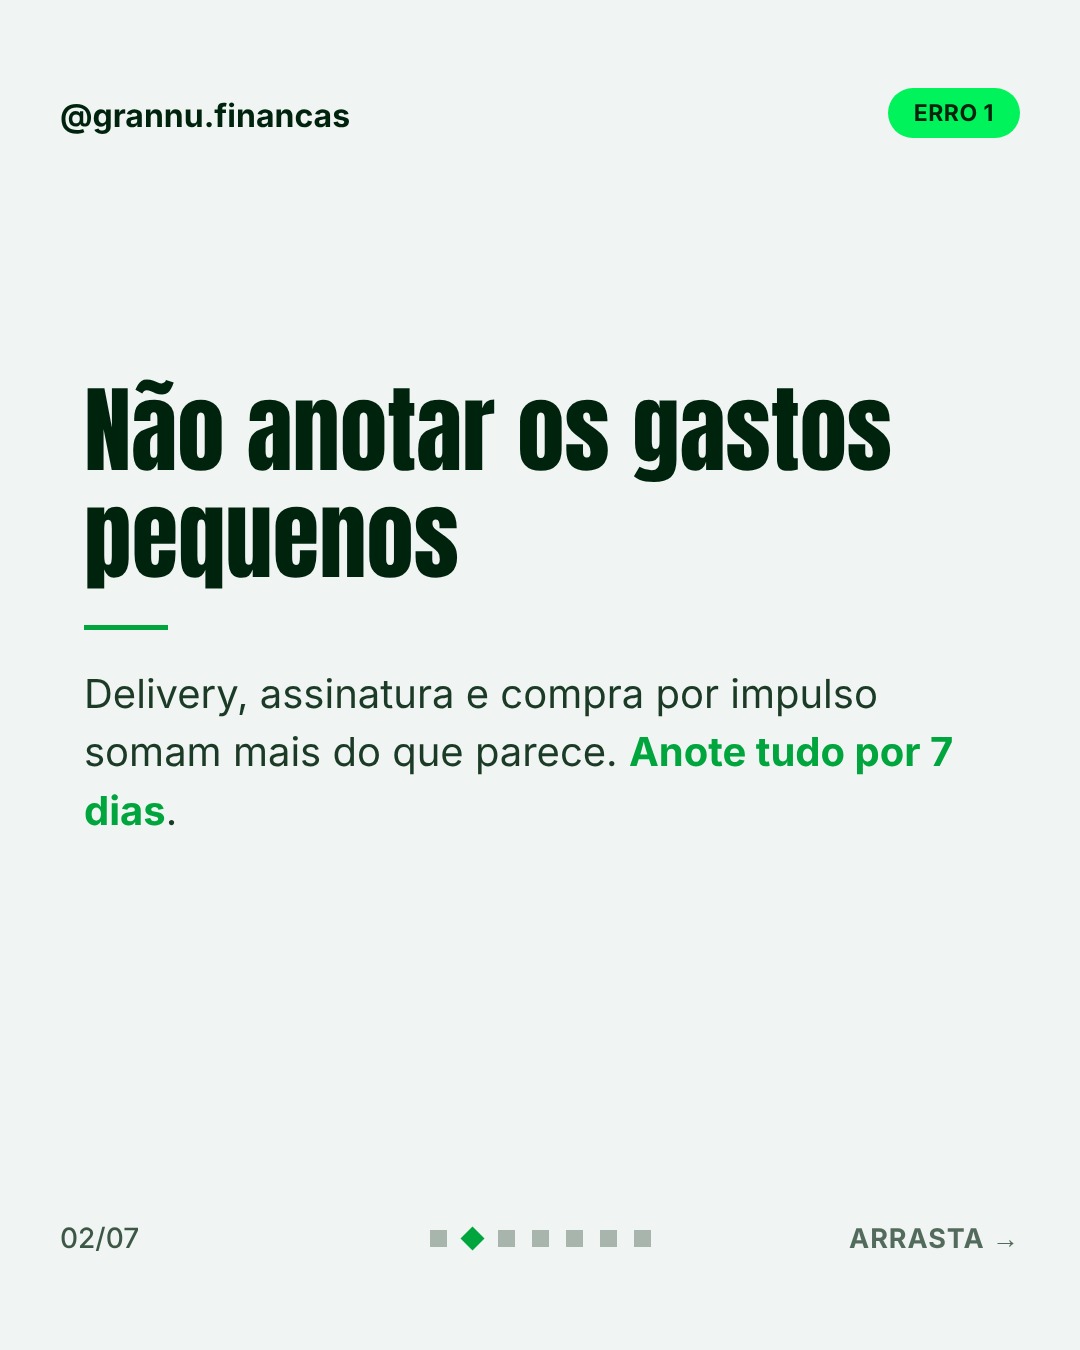 @grannu.financas
ERRO 1
Não anotar os gastos
pequenos
Delivery, assinatura e compra por impulso
somam mais do que parece. Anote tudo por 7
dias.
02/07
ARRASTA →